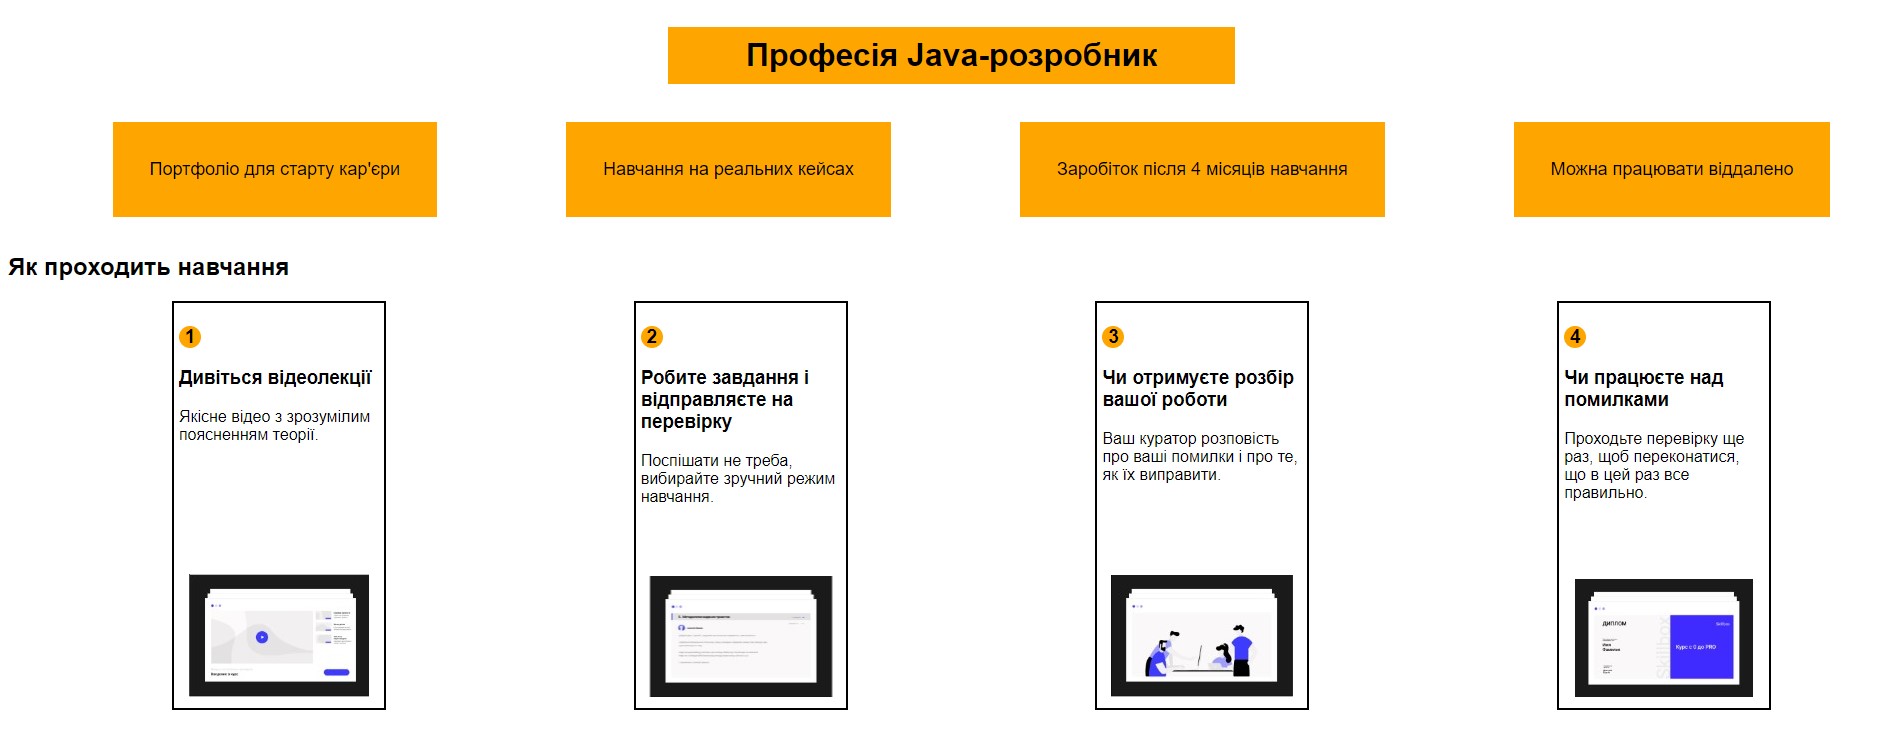 Професія Java-розробник
Портфоліо для старту кар'єри
Навчання на реальних кейсах
Заробіток після 4 місяців навчання
Можна працювати віддалено
Як проходить навчання
1
Дивіться відеолекції
Якісне відео з зрозумілим
поясненням теорії.
2
Робите завдання і
відправляєте на
перевірку
Поспішати не треба,
вибирайте зручний режим
навчання.
3
Чи отримуєте розбір
вашої роботи
Ваш куратор розповість
про ваші помилки і про те,
як їх виправити.
4
Чи працюєте над
помилками
Проходьте перевірку ще
раз, щоб переконатися,
що в цей раз все
правильно.
ДИПЛОМ
Skillbox
Курс с 0 до PRO